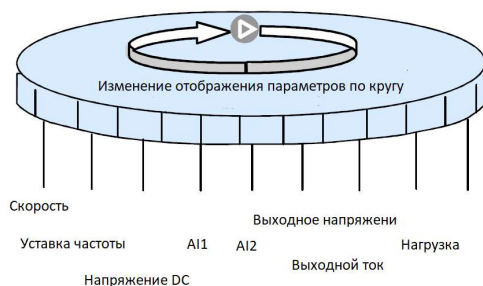 Изменение отображения параметров по кругу
Скорость
Выходное напряжени
Уставка частоты
AI1
AI2
Нагрузка
Выходной ток
Напряжение DC